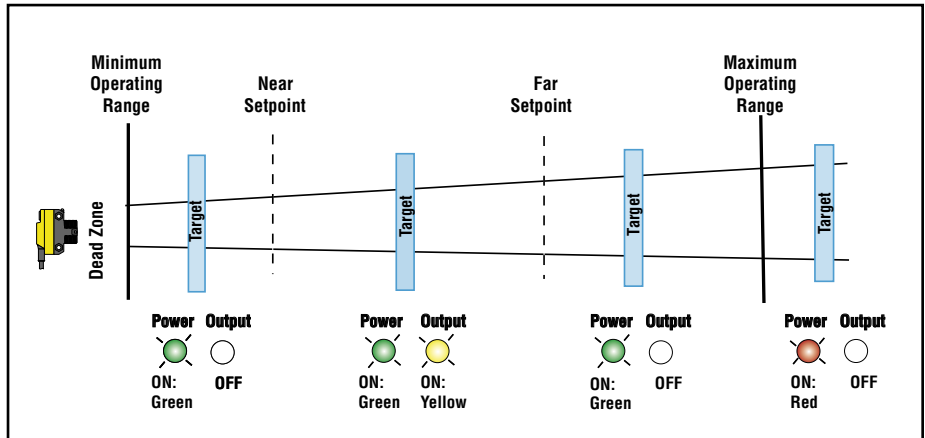 Minimum
Operating
Range
Near
Setpoint
Far
Setpoint
Maximum
Operating
Range
Dead Zone
Target
Target
Target
Target
Power Output
ON:
Green
OFF
Power Output
ON:
Green
ON:
Yellow
Power Output
ON:
Green
OFF
Power Output
ON:
Red
OFF